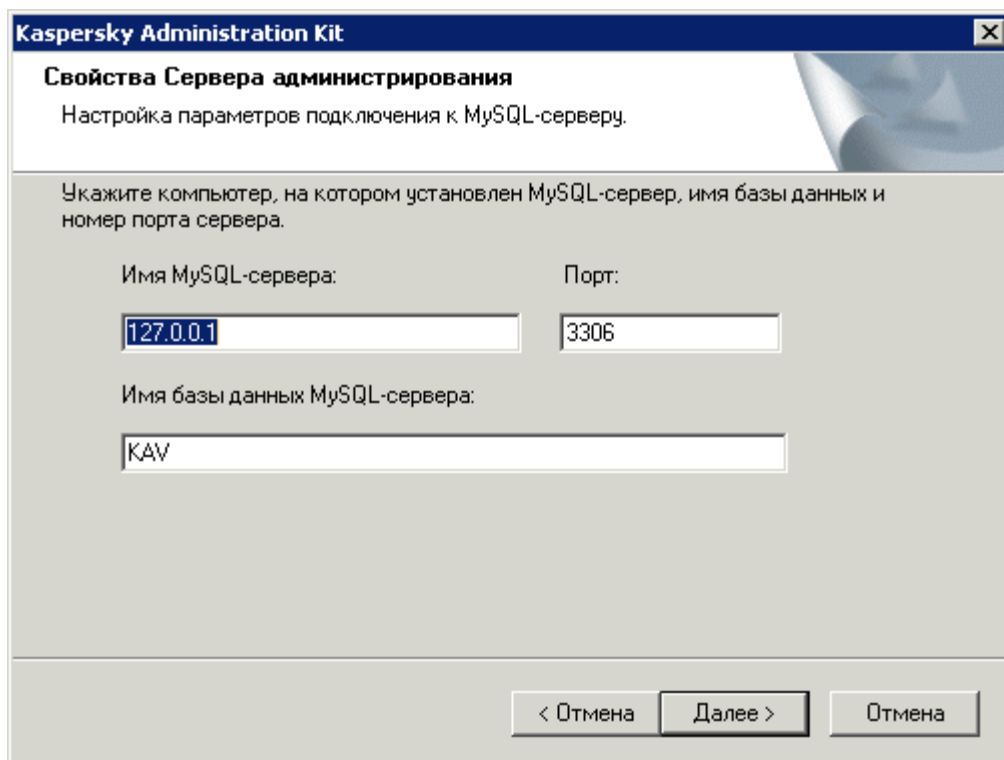 Kaspersky Administration Kit
Свойства Сервера администрирования
Настройка параметров подключения к MySQL-серверу.
Укажите компьютер, на котором установлен MySQL-сервер, имя базы данных и
номер порта сервера.
Имя MySQL-сервера: Порт:
127.0.0.1 3306
Имя базы данных MySQL-сервера:
KAV
< Отмена Далее > Отмена